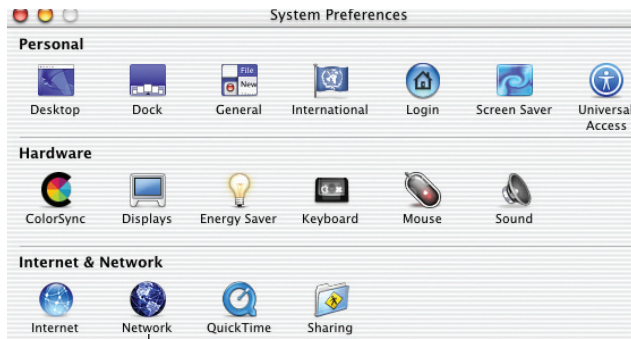 System Preferences
Personal
File
New
Desktop Dock General International Login Screen Saver Universal
Access
Hardware
ColorSync Displays Energy Saver Keyboard Mouse Sound
Internet & Network
Internet Network QuickTime Sharing